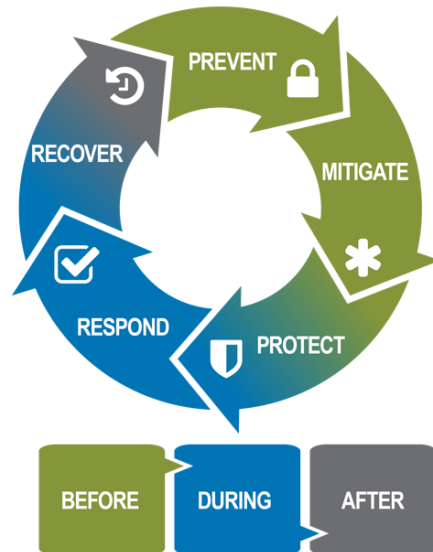 PREVENT
MITIGATE
PROTECT
RESPOND
RECOVER
BEFORE
DURING
AFTER